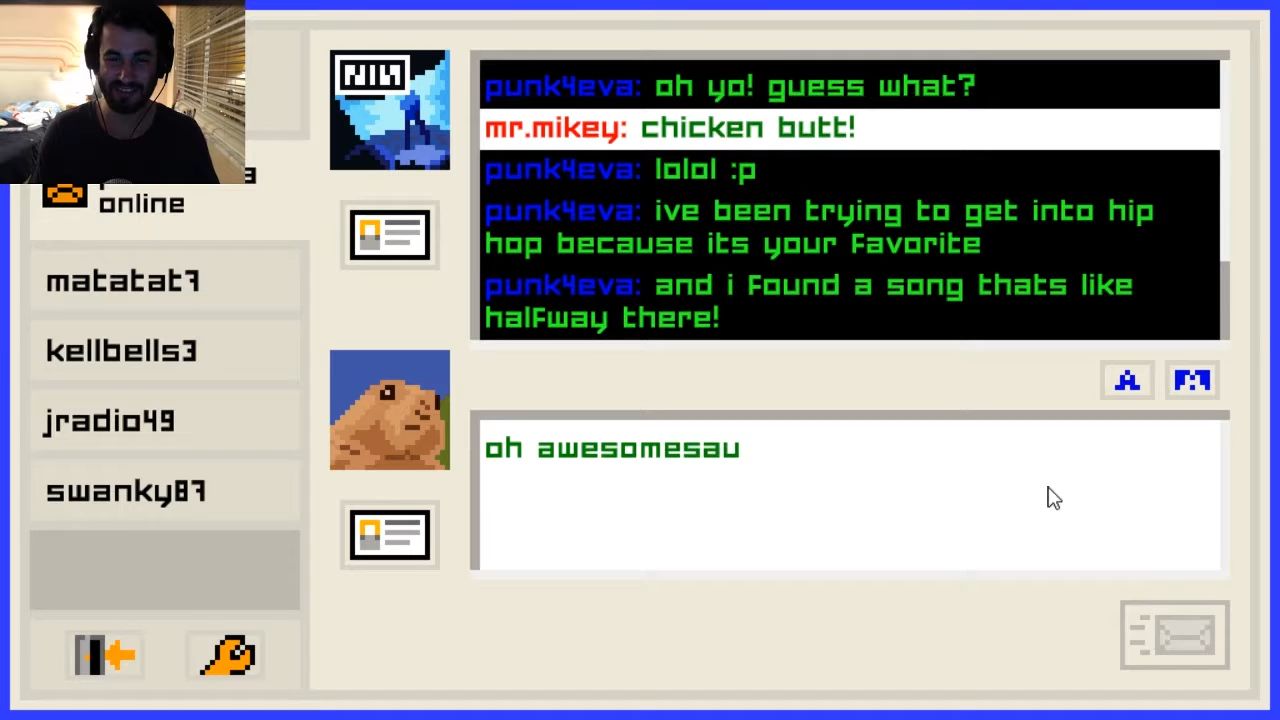 online
matatat7
kellbells3
jradio49
swanky87
NIN
punk4eva: oh yo! guess what?
mr.mikey: chicken butt!
punk4eva: lolol :p
punk4eva: ive been trying to get into hip
hop because its your favorite
punk4eva: and i found a song thats like
halfway there!
A
oh awesomesau